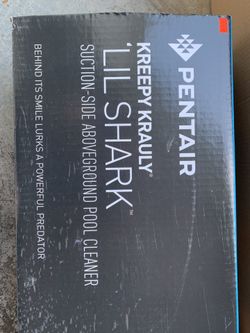 PENTAIR
KREEPY KRAULY®
'LIL SHARK™
SUCTION-SIDE ABOVEGROUND POOL CLEANER
BEHIND ITS SMILE LURKS A POWERFUL PREDATOR